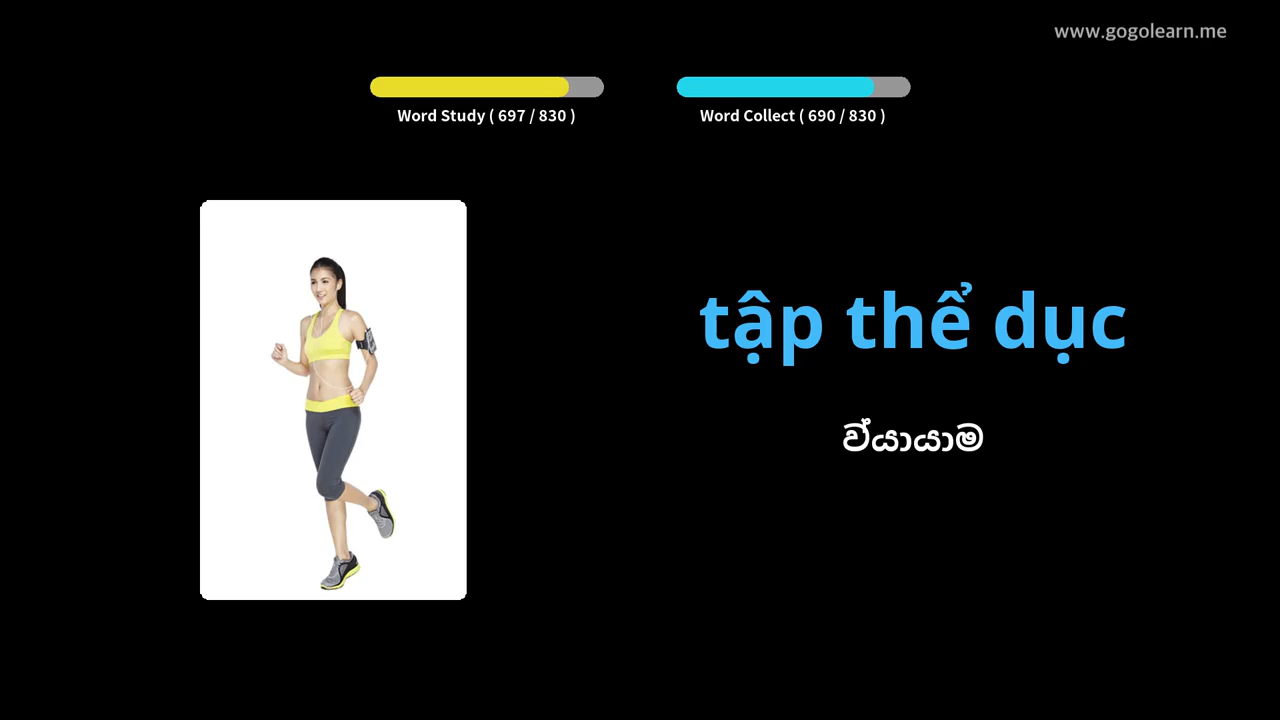 www.gogolearn.me
Word Study ( 697 / 830 )
Word Collect ( 690 / 830 )
tập thể dục
ව්යායාම